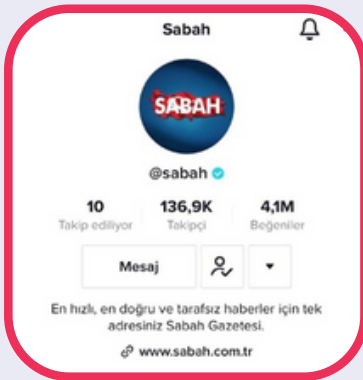 Sabah
SABAH
@sabah
10 136,9K 4,1M
Takip ediliyor Takipçi Beğeniler
Mesaj
En hızlı, en doğru ve tarafsız haberler için tek
adresiniz Sabah Gazetesi.
www.sabah.com.tr